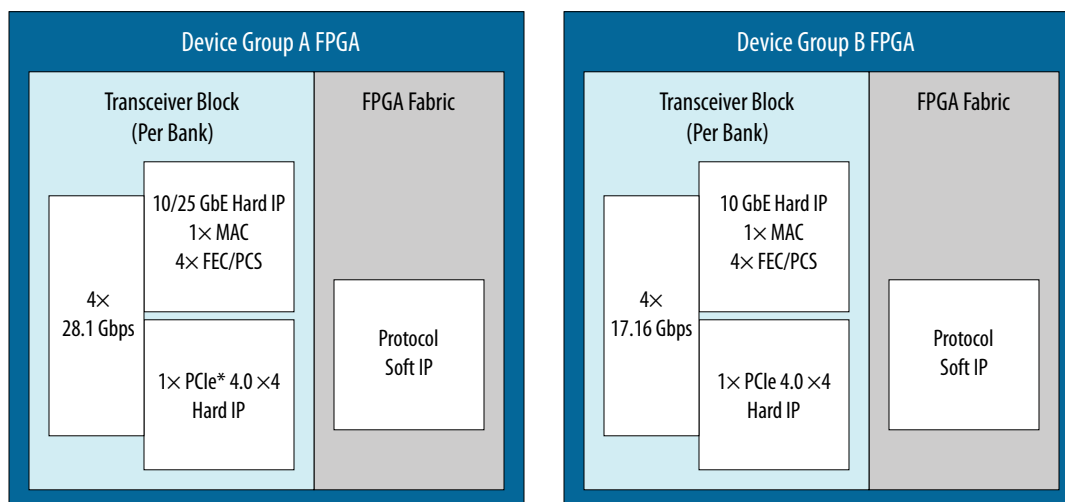 Device Group A FPGA
Transceiver Block
(Per Bank)
FPGA Fabric
10/25 GbE Hard IP
1× MAC
4× FEC/PCS
4×
28.1 Gbps
1× PCIe* 4.0 ×4
Hard IP
Protocol
Soft IP
Device Group B FPGA
Transceiver Block
(Per Bank)
FPGA Fabric
10 GbE Hard IP
1× MAC
4× FEC/PCS
4×
17.16 Gbps
1× PCIe 4.0 ×4
Hard IP
Protocol
Soft IP